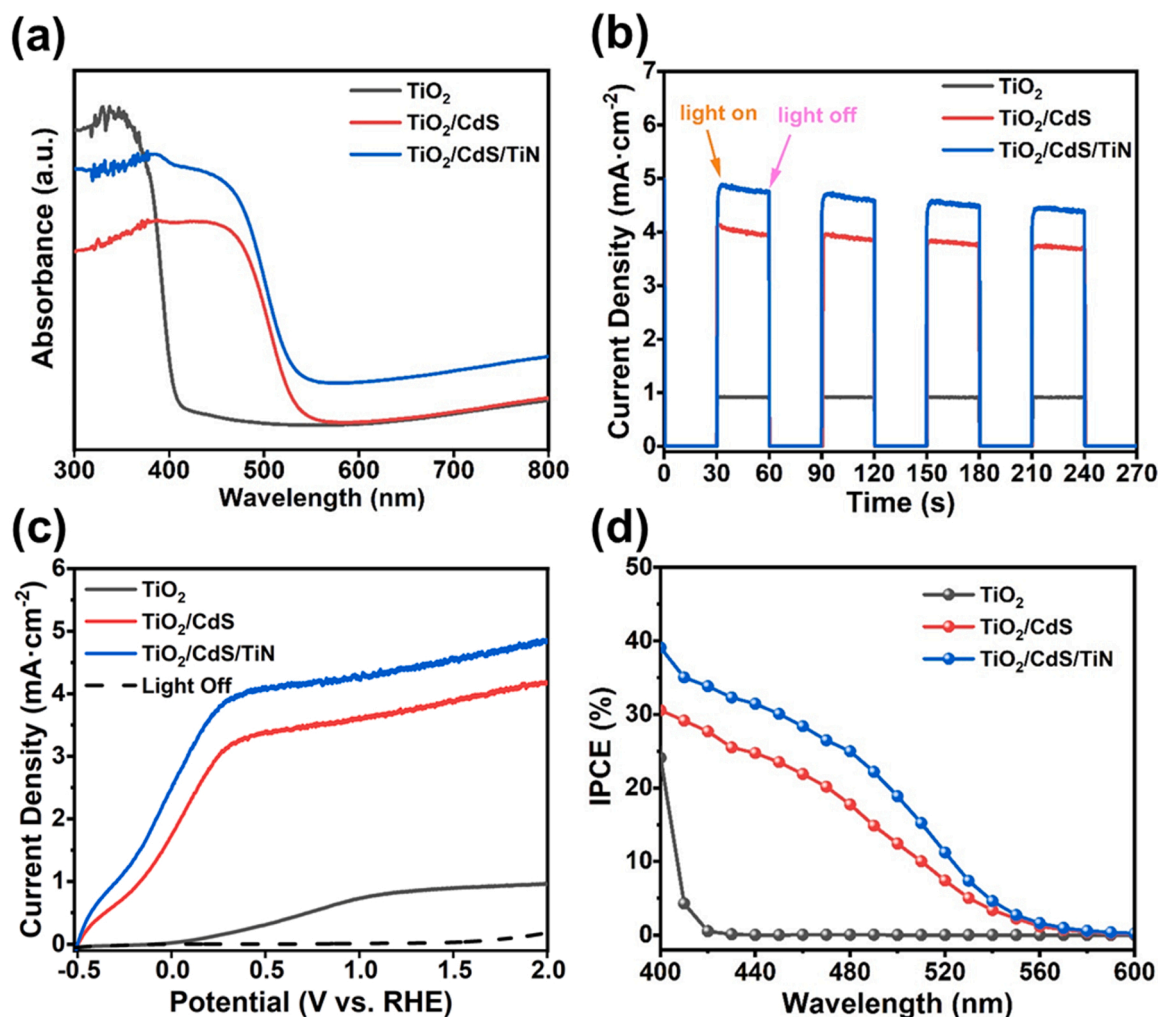 (a)
Absorbance (a.u.)
TiO2
TiO2/CdS
TiO2/CdS/TiN
300 400 500 600 700 800
Wavelength (nm)
(b)
Current Density (mA·cm-2)
7
6
5
4
3
2
1
0
TiO2
TiO2/CdS
TiO2/CdS/TiN
light on
light off
0 30 60 90 120 150 180 210 240 270
Time (s)
(c)
Current Density (mA·cm-2)
6
5
4
3
2
1
0
TiO2
TiO2/CdS
TiO2/CdS/TiN
Light Off
-0.5 0.0 0.5 1.0 1.5 2.0
Potential (V vs. RHE)
(d)
IPCE (%)
50
40
30
20
10
0
TiO2
TiO2/CdS
TiO2/CdS/TiN
400 440 480 520 560 600
Wavelength (nm)